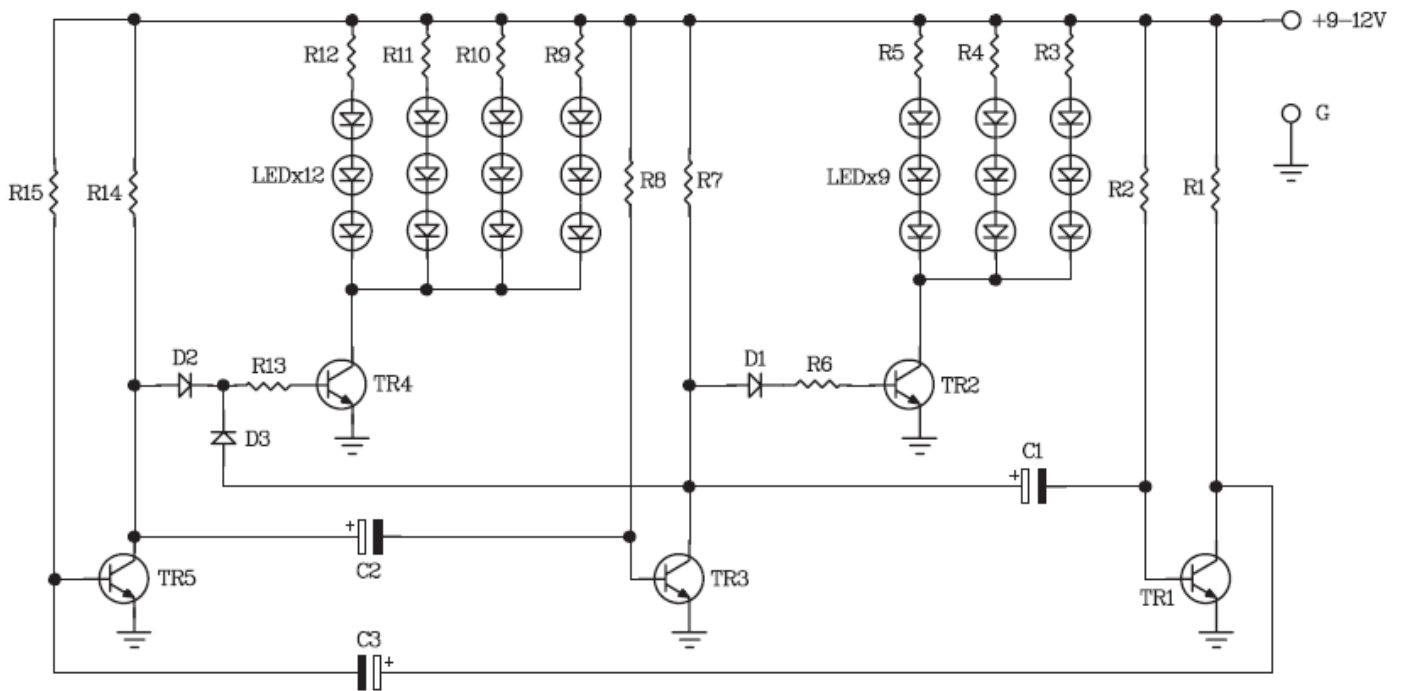 +9-12V
R12
R11
R10
R9
R5
R4
R3
G
R15
R14
LEDx12
R8
R7
LEDx9
R2
R1
D2
R13
TR4
D1
R6
TR2
D3
C1
+
+
C2
TR5
TR3
TR1
C3
+